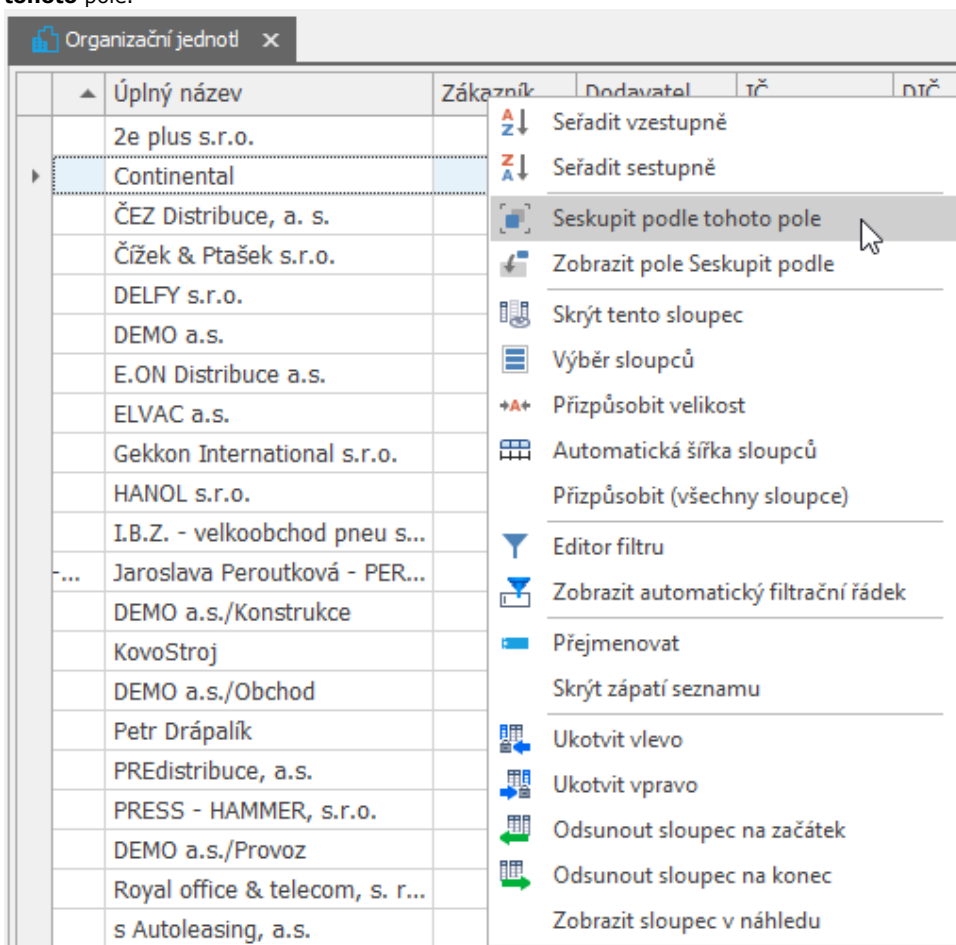 tohoto pole.
Organizační jednotl ×
Úplný název Zákazník Dodavatel IČ DIČ
2e plus s.r.o.
Continental
ČEZ Distribuce, a. s.
Čížek & Ptašek s.r.o.
DELFY s.r.o.
DEMO a.s.
E.ON Distribuce a.s.
ELVAC a.s.
Gekkon International s.r.o.
HANOL s.r.o.
I.B.Z. - velkoobchod pneu s...
-... Jaroslava Peroutková - PER...
DEMO a.s./Konstrukce
KovoStroj
DEMO a.s./Obchod
Petr Drápalík
PREdistribuce, a.s.
PRESS - HAMMER, s.r.o.
DEMO a.s./Provoz
Royal office & telecom, s. r...
s Autoleasing, a.s.
Seřadit vzestupně
Seřadit sestupně
Seskupit podle tohoto pole
Zobrazit pole Seskupit podle
Skrýt tento sloupec
Výběr sloupců
Přizpůsobit velikost
Automatická šířka sloupců
Přizpůsobit (všechny sloupce)
Editor filtru
Zobrazit automatický filtrační řádek
Přejmenovat
Skrýt zápatí seznamu
Ukotvit vlevo
Ukotvit vpravo
Odsunout sloupec na začátek
Odsunout sloupec na konec
Zobrazit sloupec v náhledu